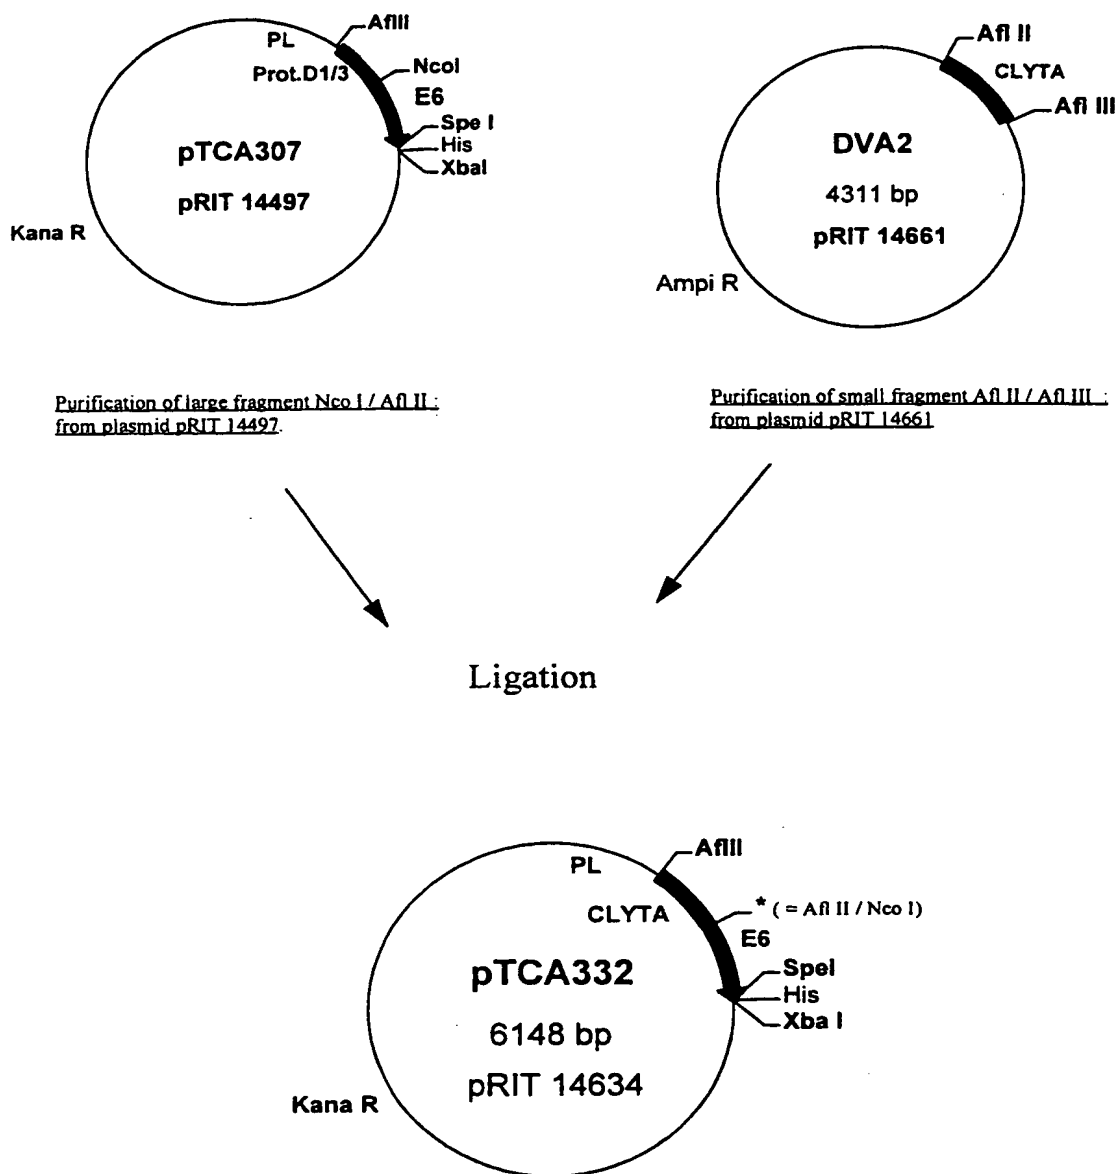 AflII
PL
Prot.D1/3
NcoI
E6
Spe I
His
XbaI
pTCA307
pRIT 14497
Kana R
Afl II
CLYTA
Afl III
DVA2
4311 bp
pRIT 14661
Ampi R
Purification of large fragment Nco I / Afl II :
from plasmid pRIT 14497.
Purification of small fragment Afl II / Afl III :
from plasmid pRIT 14661
Ligation
AflII
PL
CLYTA
* ( = Afl II / Nco I)
E6
SpeI
His
Xba I
pTCA332
6148 bp
pRIT 14634
Kana R